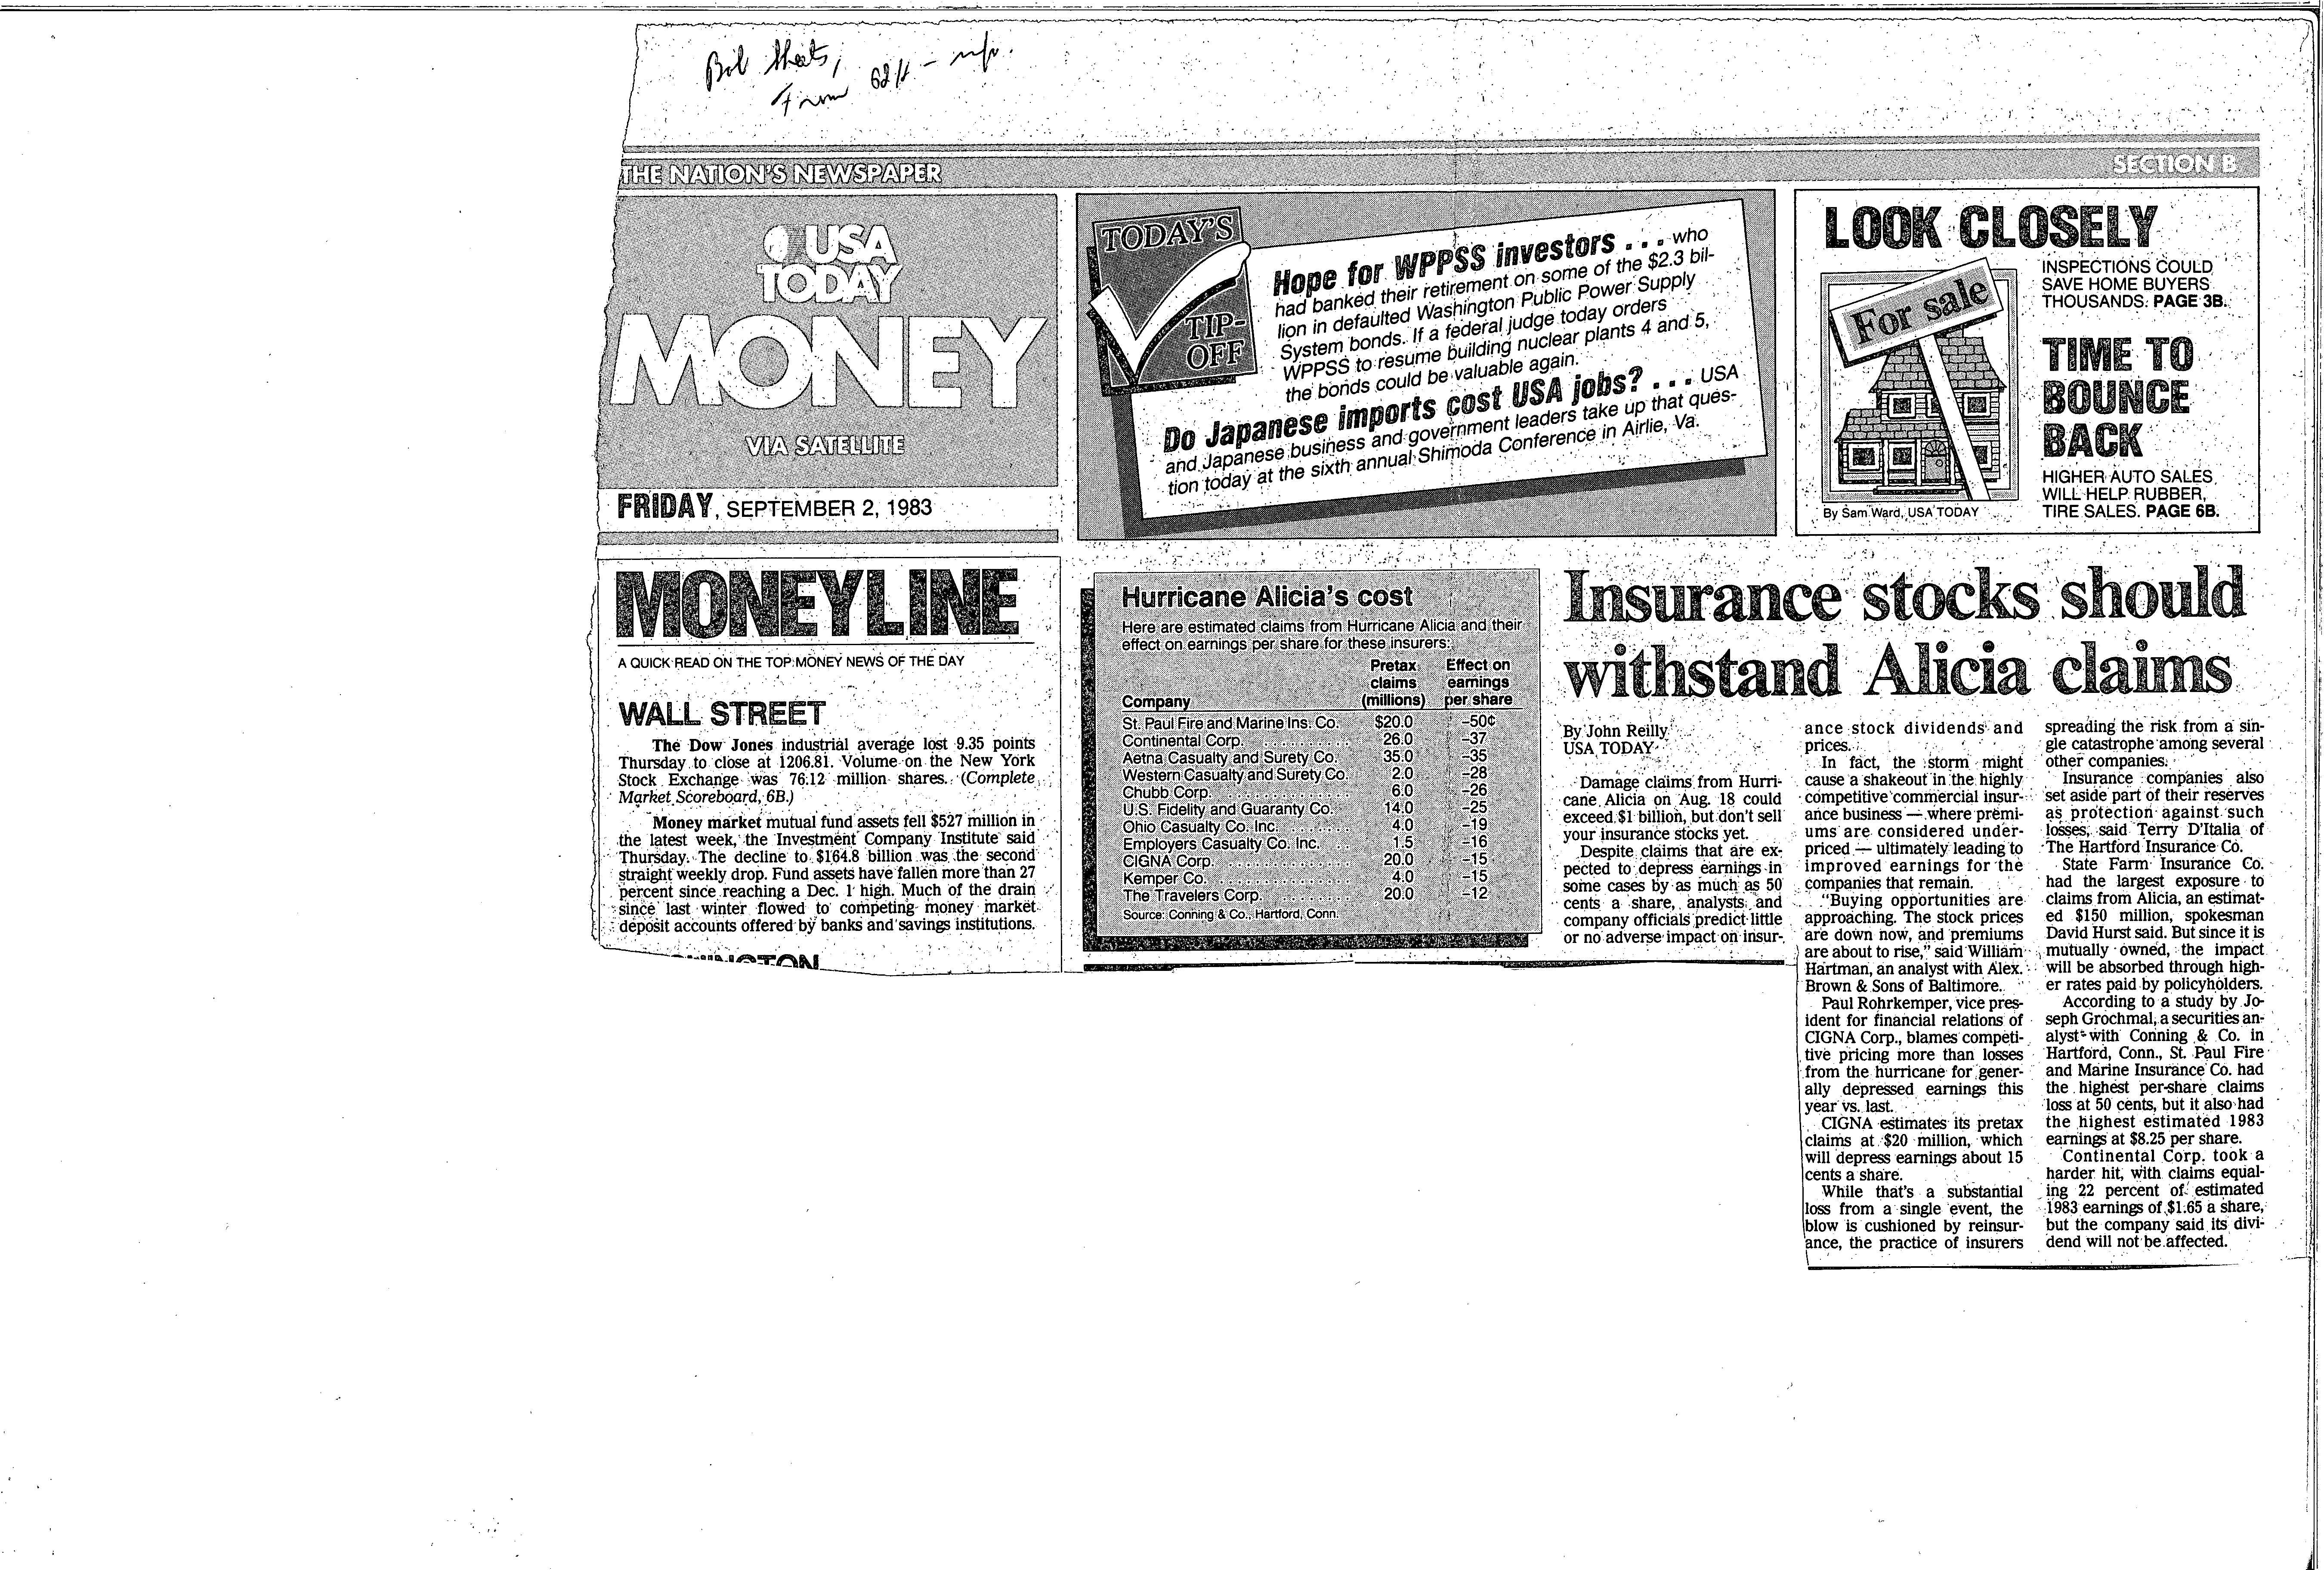 Bob Sheets,
From
THE NATION'S NEWSPAPER
SECTION B
USA
TODAY
MONEY
VIA SATELLITE
FRIDAY, SEPTEMBER 2, 1983
TODAY'S
TIP-
OFF
Hope for WPPSS investors . . . who
had banked their retirement on some of the $2.3 bil-
lion in defaulted Washington Public Power Supply
System bonds. If a federal judge today orders
WPPSS to resume building nuclear plants 4 and 5,
the bonds could be valuable again.
Do Japanese imports cost USA jobs? . . . USA
and Japanese business and government leaders take up that ques-
tion today at the sixth annual Shimoda Conference in Airlie, Va.
LOOK CLOSELY
For sale
By Sam Ward, USA TODAY
INSPECTIONS COULD
SAVE HOME BUYERS
THOUSANDS. PAGE 3B.
TIME TO
BOUNCE
BACK
HIGHER AUTO SALES
WILL HELP RUBBER,
TIRE SALES. PAGE 6B.
MONEYLINE
A QUICK READ ON THE TOP MONEY NEWS OF THE DAY
WALL STREET
The Dow Jones industrial average lost 9.35 points
Thursday to close at 1206.81. Volume on the New York
Stock Exchange was 76.12 million shares. (Complete
Market Scoreboard, 6B.)
Money market mutual fund assets fell $527 million in
the latest week, the Investment Company Institute said
Thursday. The decline to $164.8 billion was the second
straight weekly drop. Fund assets have fallen more than 27
percent since reaching a Dec. 1 high. Much of the drain
since last winter flowed to competing money market
deposit accounts offered by banks and savings institutions.
Hurricane Alicia's cost
Here are estimated claims from Hurricane Alicia and their
effect on earnings per share for these insurers:
Company Pretax claims (millions) Effect on earnings per share
St. Paul Fire and Marine Ins. Co. $20.0 –50¢
Continental Corp. 26.0 –37
Aetna Casualty and Surety Co. 35.0 –35
Western Casualty and Surety Co. 2.0 –28
Chubb Corp. 6.0 –26
U.S. Fidelity and Guaranty Co. 14.0 –25
Ohio Casualty Co. Inc. 4.0 –19
Employers Casualty Co. Inc. 1.5 –16
CIGNA Corp. 20.0 –15
Kemper Co. 4.0 –15
The Travelers Corp. 20.0 –12
Source: Conning & Co., Hartford, Conn.
Insurance stocks should
withstand Alicia claims
By John Reilly
USA TODAY
Damage claims from Hurri-
cane Alicia on Aug. 18 could
exceed $1 billion, but don't sell
your insurance stocks yet.
Despite claims that are ex-
pected to depress earnings in
some cases by as much as 50
cents a share, analysts and
company officials predict little
or no adverse impact on insur-
ance stock dividends and
prices.
In fact, the storm might
cause a shakeout in the highly
competitive commercial insur-
ance business — where premi-
ums are considered under-
priced — ultimately leading to
improved earnings for the
companies that remain.
"Buying opportunities are
approaching. The stock prices
are down now, and premiums
are about to rise," said William
Hartman, an analyst with Alex.
Brown & Sons of Baltimore.
Paul Rohrkemper, vice pres-
ident for financial relations of
CIGNA Corp., blames competi-
tive pricing more than losses
from the hurricane for gener-
ally depressed earnings this
year vs. last.
CIGNA estimates its pretax
claims at $20 million, which
will depress earnings about 15
cents a share.
While that's a substantial
loss from a single event, the
blow is cushioned by reinsur-
ance, the practice of insurers
spreading the risk from a sin-
gle catastrophe among several
other companies.
Insurance companies also
set aside part of their reserves
as protection against such
losses, said Terry D'Italia of
The Hartford Insurance Co.
State Farm Insurance Co.
had the largest exposure to
claims from Alicia, an estimat-
ed $150 million, spokesman
David Hurst said. But since it is
mutually owned, the impact
will be absorbed through high-
er rates paid by policyholders.
According to a study by Jo-
seph Grochmal, a securities an-
alyst with Conning & Co. in
Hartford, Conn., St. Paul Fire
and Marine Insurance Co. had
the highest per-share claims
loss at 50 cents, but it also had
the highest estimated 1983
earnings at $8.25 per share.
Continental Corp. took a
harder hit, with claims equal-
ing 22 percent of estimated
1983 earnings of $1.65 a share,
but the company said its divi-
dend will not be affected.